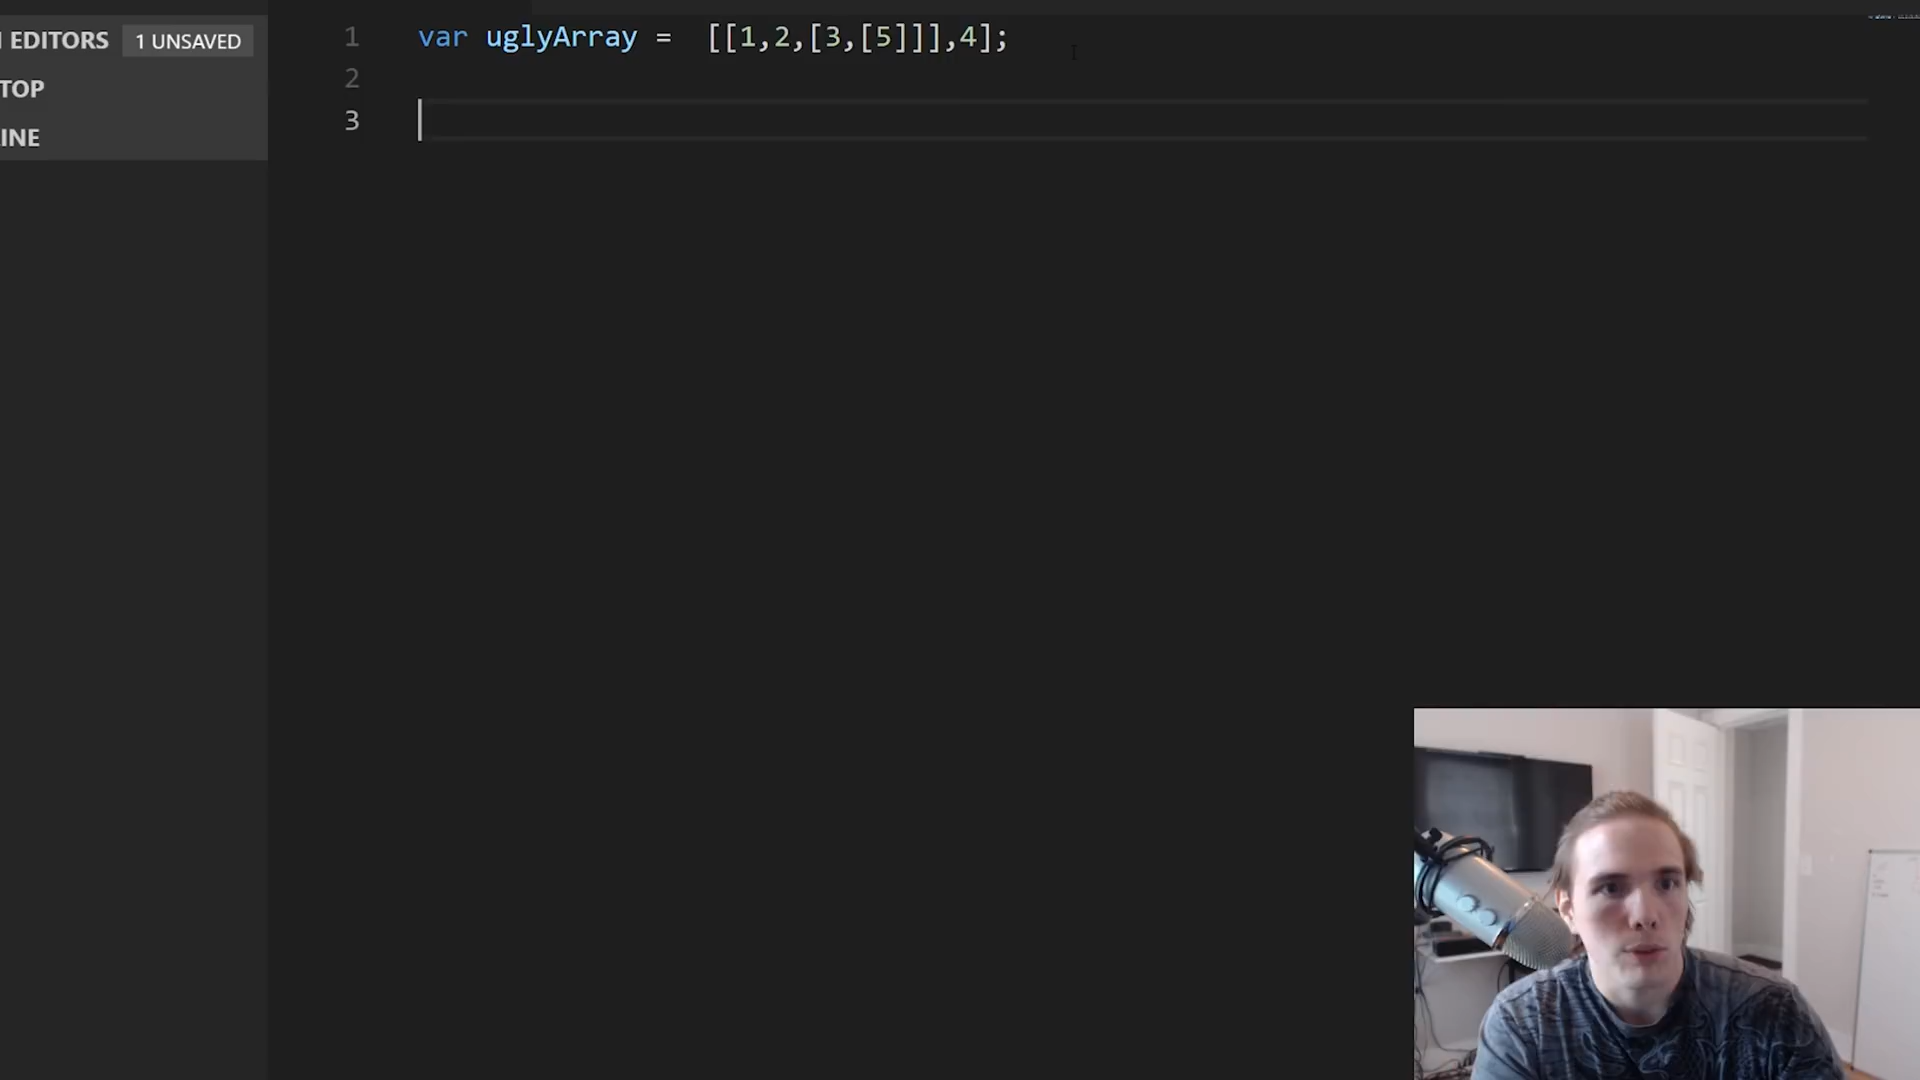 EDITORS 1 UNSAVED
TOP
INE
1 var uglyArray =  [[1,2,[3,[5]]],4];
2
3